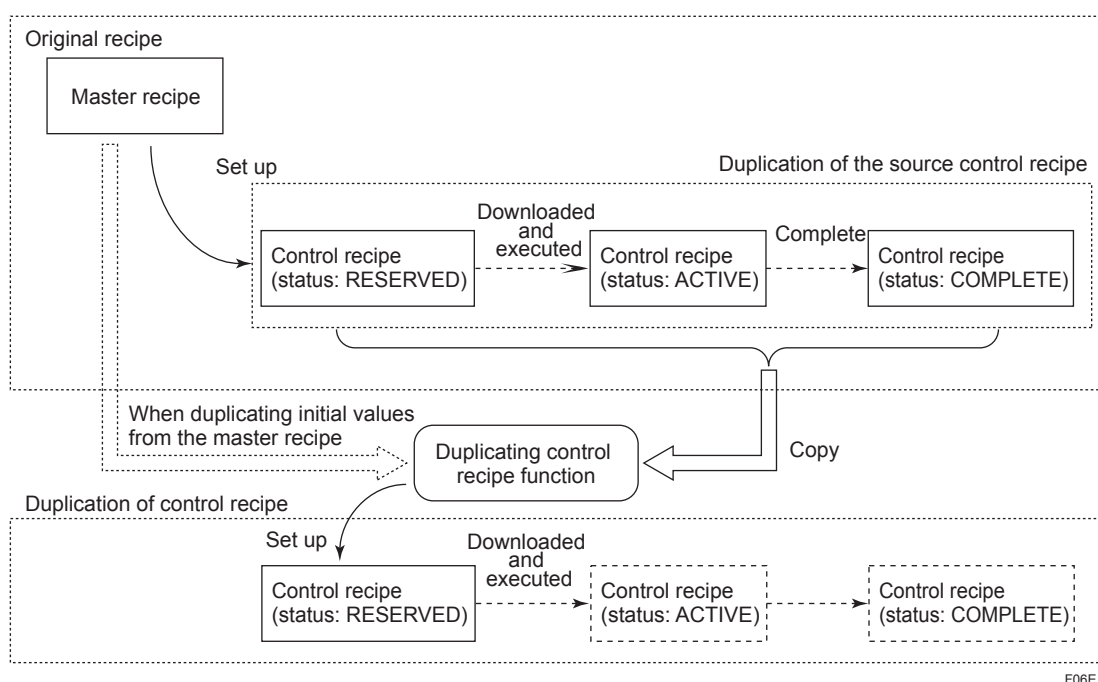 Original recipe
Master recipe
Set up
Duplication of the source control recipe
Downloaded
and
executed
Complete
Control recipe
(status: RESERVED)
Control recipe
(status: ACTIVE)
Control recipe
(status: COMPLETE)
When duplicating initial values
from the master recipe
Duplicating control
recipe function
Copy
Duplication of control recipe
Set up
Downloaded
and
executed
Control recipe
(status: RESERVED)
Control recipe
(status: ACTIVE)
Control recipe
(status: COMPLETE)